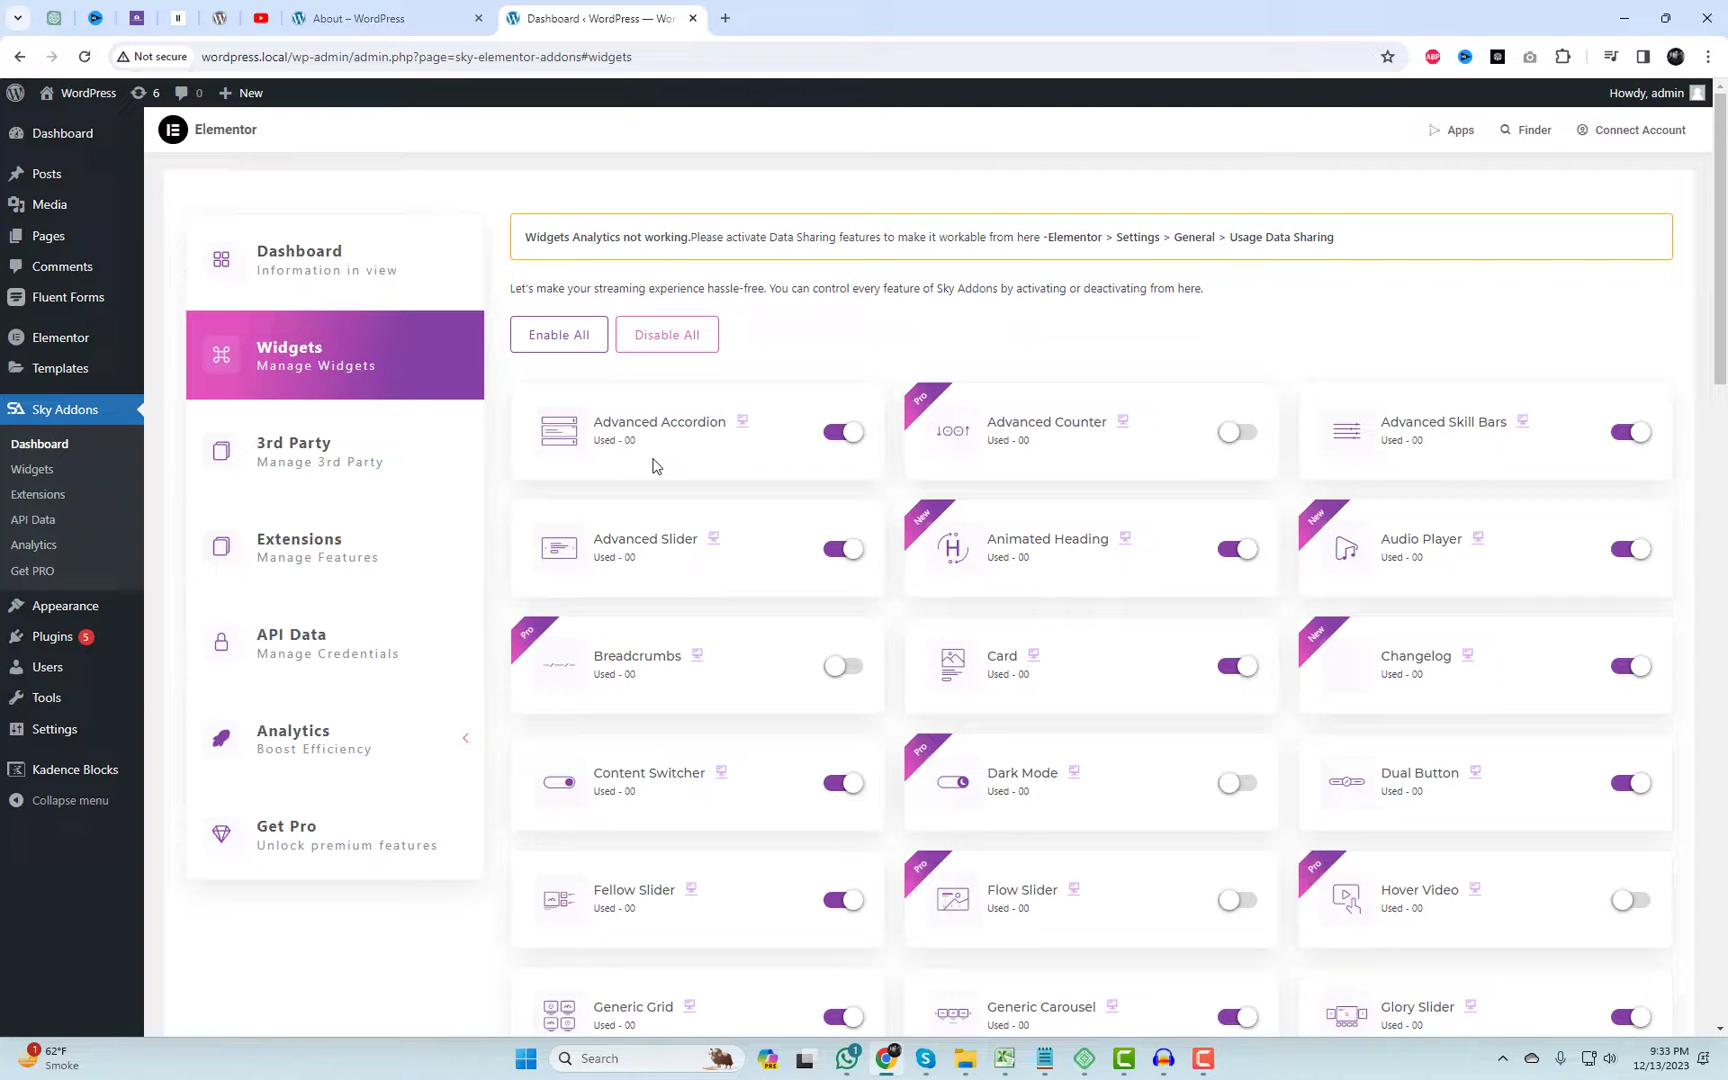 About – WordPress
Dashboard ‹ WordPress — Wor
Not secure
wordpress.local/wp-admin/admin.php?page=sky-elementor-addons#widgets
ABP
WordPress
6
0
New
Howdy, admin
Dashboard
Posts
Media
Pages
Comments
Fluent Forms
Elementor
Templates
Sky Addons
Dashboard
Widgets
Extensions
API Data
Analytics
Get PRO
Appearance
Plugins 5
Users
Tools
Settings
Kadence Blocks
Collapse menu
Elementor
Apps
Finder
Connect Account
Dashboard
Information in view
Widgets
Manage Widgets
3rd Party
Manage 3rd Party
Extensions
Manage Features
API Data
Manage Credentials
Analytics
Boost Efficiency
Get Pro
Unlock premium features
Widgets Analytics not working.Please activate Data Sharing features to make it workable from here -Elementor > Settings > General > Usage Data Sharing
Let's make your streaming experience hassle-free. You can control every feature of Sky Addons by activating or deactivating from here.
Enable All
Disable All
Advanced Accordion
Used - 00
Pro
Advanced Counter
Used - 00
Advanced Skill Bars
Used - 00
Advanced Slider
Used - 00
New
Animated Heading
Used - 00
New
Audio Player
Used - 00
Pro
Breadcrumbs
Used - 00
Card
Used - 00
New
Changelog
Used - 00
Content Switcher
Used - 00
Pro
Dark Mode
Used - 00
Dual Button
Used - 00
Fellow Slider
Used - 00
Pro
Flow Slider
Used - 00
Pro
Hover Video
Used - 00
Generic Grid
Used - 00
Generic Carousel
Used - 00
Glory Slider
Used - 00
1
62°F
Smoke
Search
PRE
1
9:33 PM
12/13/2023